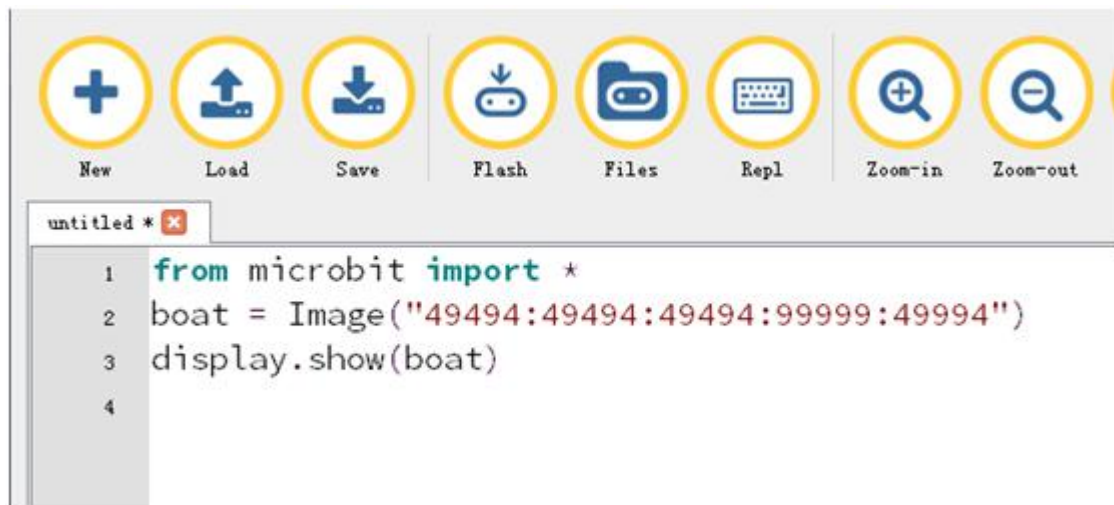 New Load Save Flash Files Repl Zoom-in Zoom-out
untitled *
1 from microbit import *
2 boat = Image("49494:49494:49494:99999:49994")
3 display.show(boat)
4